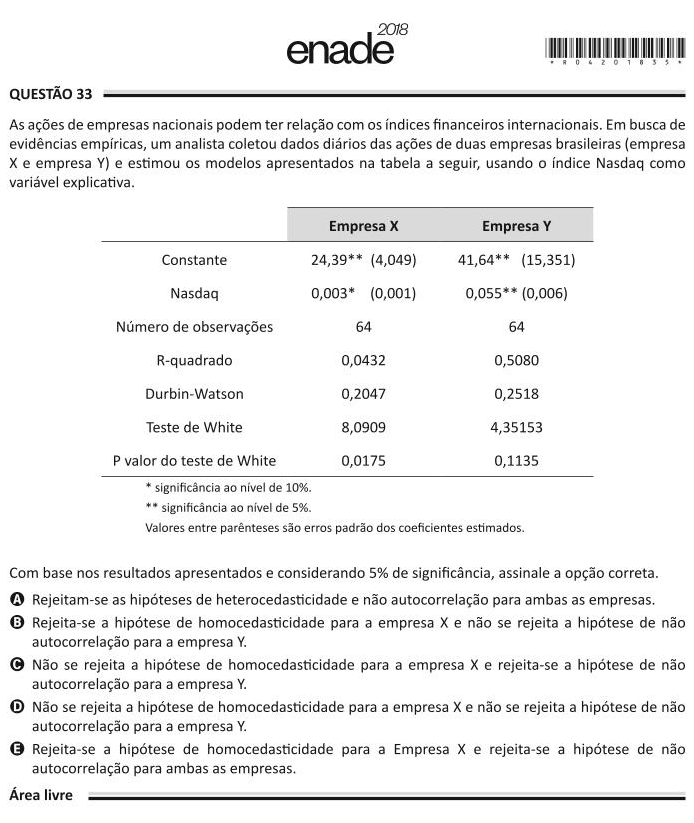 enade 2018
*R04201835*
QUESTÃO 33
As ações de empresas nacionais podem ter relação com os índices financeiros internacionais. Em busca de
evidências empíricas, um analista coletou dados diários das ações de duas empresas brasileiras (empresa
X e empresa Y) e estimou os modelos apresentados na tabela a seguir, usando o índice Nasdaq como
variável explicativa.
Empresa X Empresa Y
Constante 24,39** (4,049) 41,64** (15,351)
Nasdaq 0,003* (0,001) 0,055** (0,006)
Número de observações 64 64
R-quadrado 0,0432 0,5080
Durbin-Watson 0,2047 0,2518
Teste de White 8,0909 4,35153
P valor do teste de White 0,0175 0,1135
* significância ao nível de 10%.
** significância ao nível de 5%.
Valores entre parênteses são erros padrão dos coeficientes estimados.
Com base nos resultados apresentados e considerando 5% de significância, assinale a opção correta.
A Rejeitam-se as hipóteses de heterocedasticidade e não autocorrelação para ambas as empresas.
B Rejeita-se a hipótese de homocedasticidade para a empresa X e não se rejeita a hipótese de não
autocorrelação para a empresa Y.
C Não se rejeita a hipótese de homocedasticidade para a empresa X e rejeita-se a hipótese de não
autocorrelação para a empresa Y.
D Não se rejeita a hipótese de homocedasticidade para a empresa X e não se rejeita a hipótese de não
autocorrelação para a empresa Y.
E Rejeita-se a hipótese de homocedasticidade para a Empresa X e rejeita-se a hipótese de não
autocorrelação para ambas as empresas.
Área livre